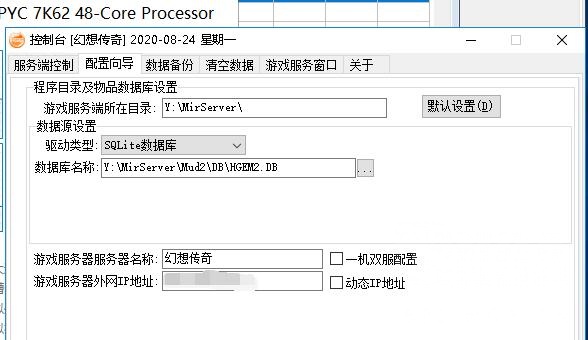 PYC 7K62 48-Core Processor
控制台 [幻想传奇] 2020-08-24 星期一
服务端控制 配置向导 数据备份 清空数据 游戏服务窗口 关于
程序目录及物品数据库设置
游戏服务端所在目录: Y:\MirServer\ 默认设置(D)
数据源设置
驱动类型: SQLite数据库
数据库名称: Y:\MirServer\Mud2\DB\HGEM2.DB ...
游戏服务器服务器名称: 幻想传奇 一机双服配置
游戏服务器外网IP地址: 动态IP地址